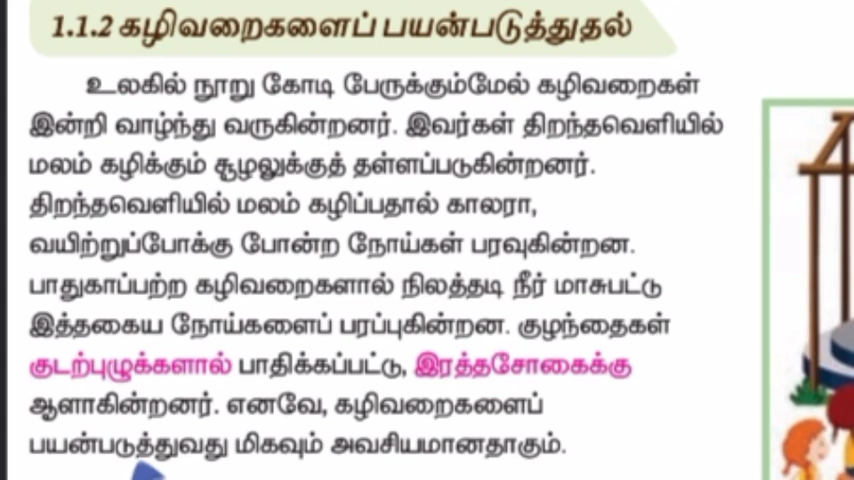 1.1.2 கழிவறைகளைப் பயன்படுத்துதல்
உலகில் நூறு கோடி பேருக்கும்மேல் கழிவறைகள்
இன்றி வாழ்ந்து வருகின்றனர். இவர்கள் திறந்தவெளியில்
மலம் கழிக்கும் சூழலுக்குத் தள்ளப்படுகின்றனர்.
திறந்தவெளியில் மலம் கழிப்பதால் காலரா,
வயிற்றுப்போக்கு போன்ற நோய்கள் பரவுகின்றன.
பாதுகாப்பற்ற கழிவறைகளால் நிலத்தடி நீர் மாசுபட்டு
இத்தகைய நோய்களைப் பரப்புகின்றன. குழந்தைகள்
குடற்புழுக்களால் பாதிக்கப்பட்டு, இரத்தசோகைக்கு
ஆளாகின்றனர். எனவே, கழிவறைகளைப்
பயன்படுத்துவது மிகவும் அவசியமானதாகும்.